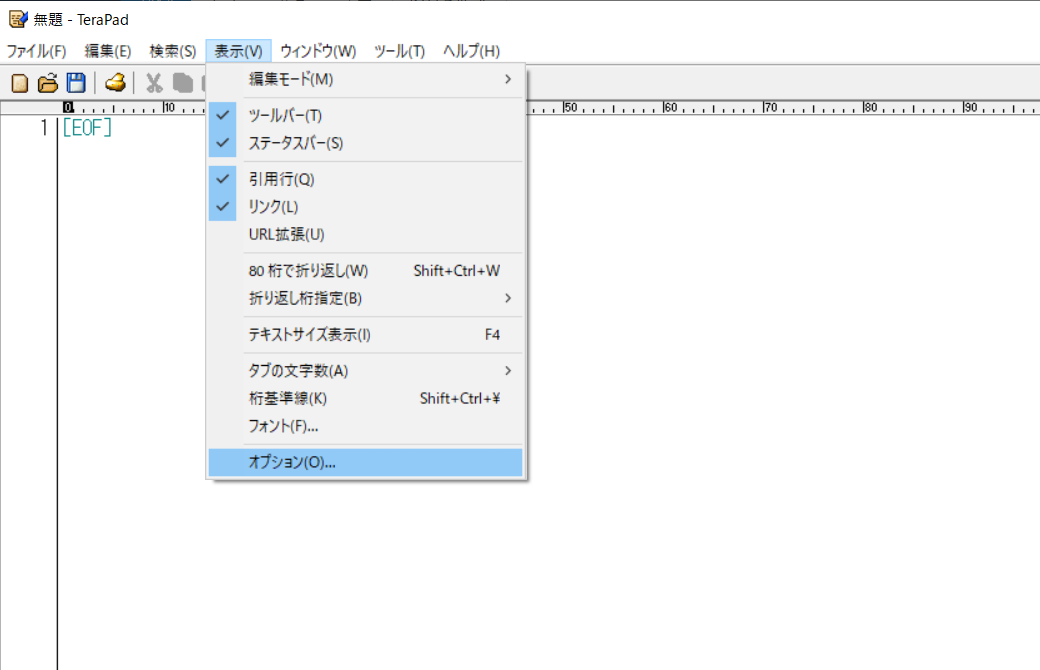 無題 - TeraPad
ファイル(F) 編集(E) 検索(S) 表示(V) ウィンドウ(W) ツール(T) ヘルプ(H)
編集モード(M)
0 10 50 60 70 80 90
ツールバー(T)
1 [EOF]
ステータスバー(S)
引用行(Q)
リンク(L)
URL拡張(U)
80 桁で折り返し(W) Shift+Ctrl+W
折り返し桁指定(B)
テキストサイズ表示(I) F4
タブの文字数(A)
桁基準線(K) Shift+Ctrl+¥
フォント(F)...
オプション(O)...